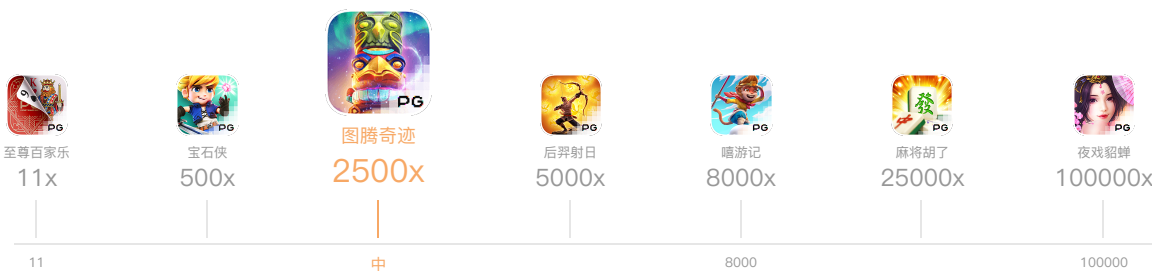 PG
PG
PG
PG
PG
發
PG
PG
至尊百家乐
宝石侠
图腾奇迹
后羿射日
嘻游记
麻将胡了
夜戏貂蝉
11x
500x
2500x
5000x
8000x
25000x
100000x
11
中
8000
100000